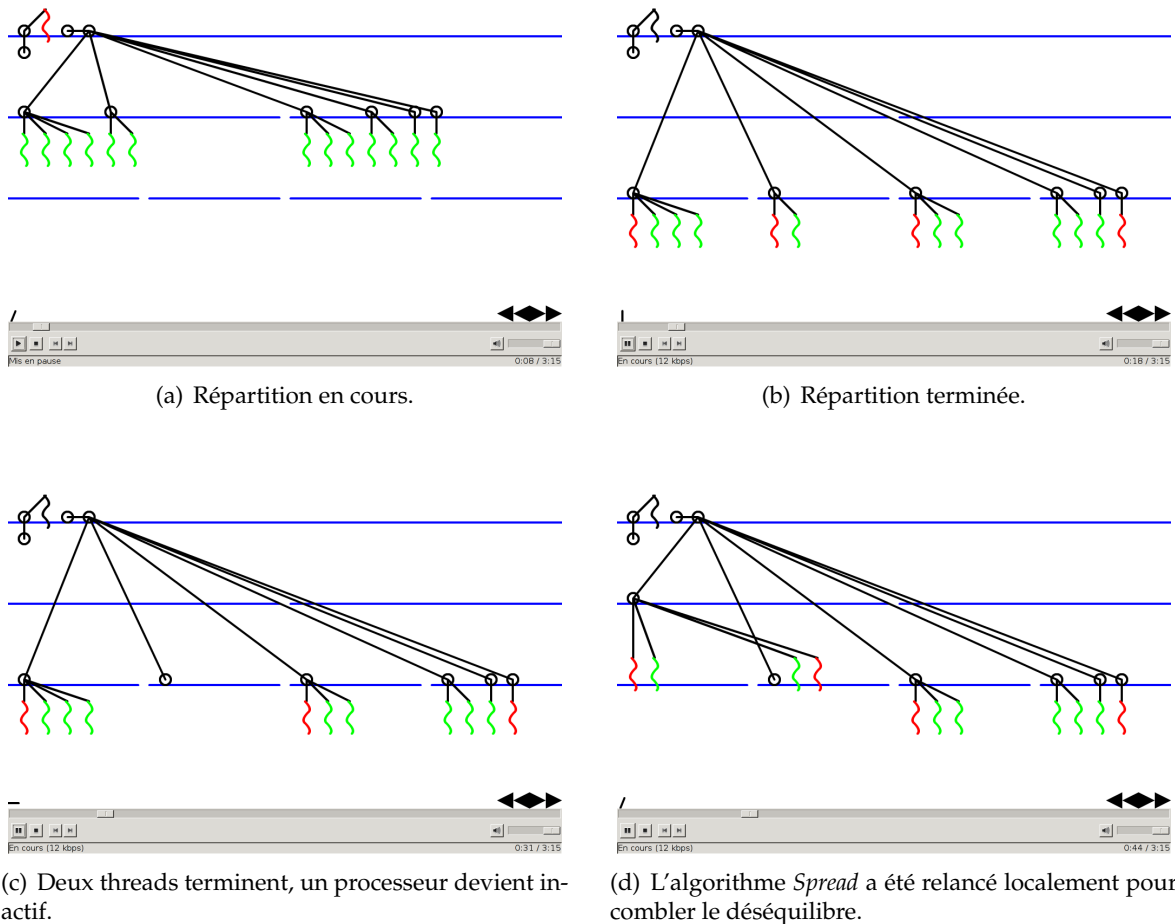 Mis en pause
0:08 / 3:15
En cours (12 kbps)
0:18 / 3:15
(a) Répartition en cours.
(b) Répartition terminée.
En cours (12 kbps)
0:31 / 3:15
En cours (12 kbps)
0:44 / 3:15
(c) Deux threads terminent, un processeur devient in-
actif.
(d) L'algorithme Spread a été relancé localement pour
combler le déséquilibre.